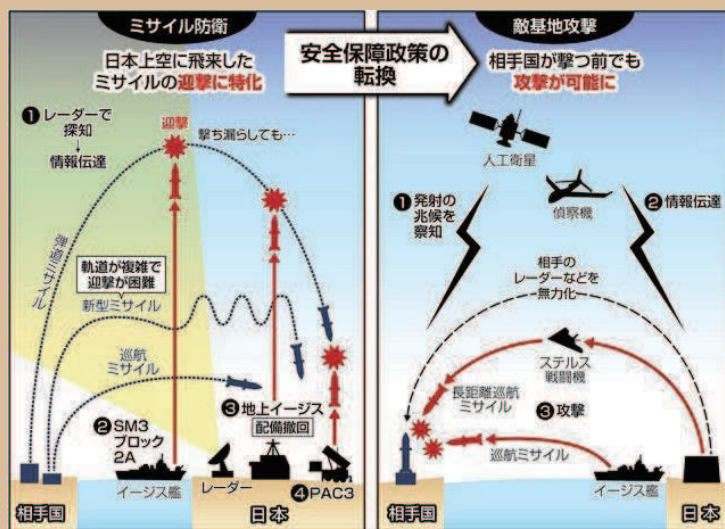 ミサイル防衛
日本上空に飛来した
ミサイルの迎撃に特化
❶レーダーで
探知
↓
情報伝達
迎撃
撃ち漏らしても…
弾道ミサイル
軌道が複雑で
迎撃が困難
新型ミサイル
巡航
ミサイル
❷SM3
ブロック
2A
❸地上イージス
配備撤回
イージス艦
レーダー
❹PAC3
相手国
日本
安全保障政策の
転換
敵基地攻撃
相手国が撃つ前でも
攻撃が可能に
人工衛星
偵察機
❶発射の
兆候を
察知
❷情報伝達
相手の
レーダーなどを
無力化
ステルス
戦闘機
長距離巡航
ミサイル
❸攻撃
巡航ミサイル
イージス艦
相手国
日本